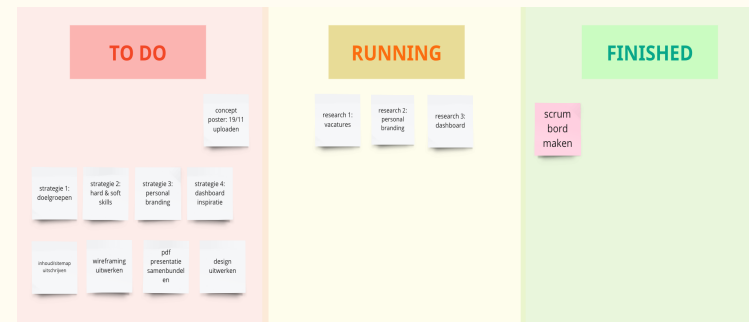 TO DO
RUNNING
FINISHED
concept
poster: 19/11
uploaden
research 1:
vacatures
research 2:
personal
branding
research 3:
dashboard
scrum
bord
maken
strategie 1:
doelgroepen
strategie 2:
hard & soft
skills
strategie 3:
personal
branding
strategie 4:
dashboard
inspiratie
inhoud/sitemap
uitschrijven
wireframing
uitwerken
pdf
presentatie
samenbundel
en
design
uitwerken